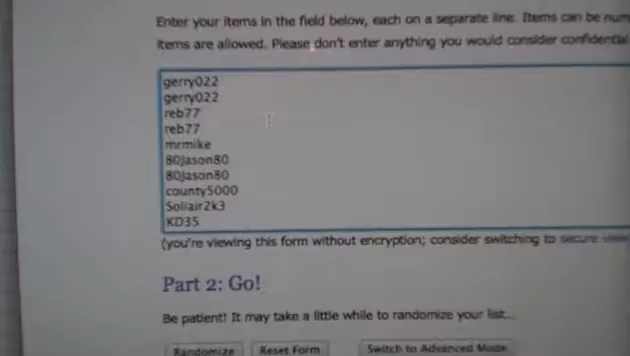 Enter your items in the field below, each on a separate line. Items can be num
items are allowed. Please don't enter anything you would consider confidential
gerry022
gerry022
reb77
reb77
mrmike
80Jason80
80Jason80
county5000
Soliair2k3
KD35
(you're viewing this form without encryption; consider switching to secure view
Part 2: Go!
Be patient! It may take a little while to randomize your list...
Randomize Reset Form Switch to Advanced Mode